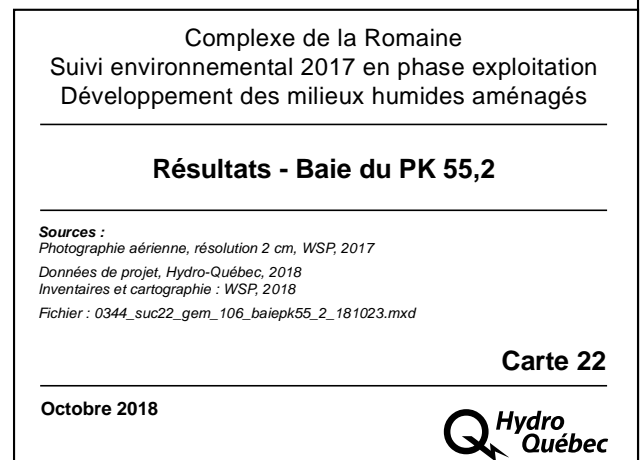 Complexe de la Romaine
Suivi environnemental 2017 en phase exploitation
Développement des milieux humides aménagés
Résultats - Baie du PK 55,2
Sources :
Photographie aérienne, résolution 2 cm, WSP, 2017
Données de projet, Hydro-Québec, 2018
Inventaires et cartographie : WSP, 2018
Fichier : 0344_suc22_gem_106_baiepk55_2_181023.mxd
Carte 22
Octobre 2018
Hydro
Québec